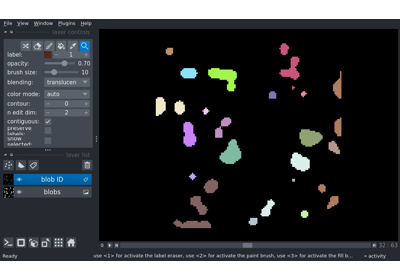 File View Window Plugins Help
layer controls
label: 1
opacity: 0.70
brush size: 10
blending: translucen
color mode: auto
contour: 0
n edit dim: 2
contiguous: ✓
preserve labels:
show selected:
layer list
blob ID
blobs
32 63
Ready
use <1> for activate the label eraser, use <2> for activate the paint brush, use <3> for activate the fill b...
activity